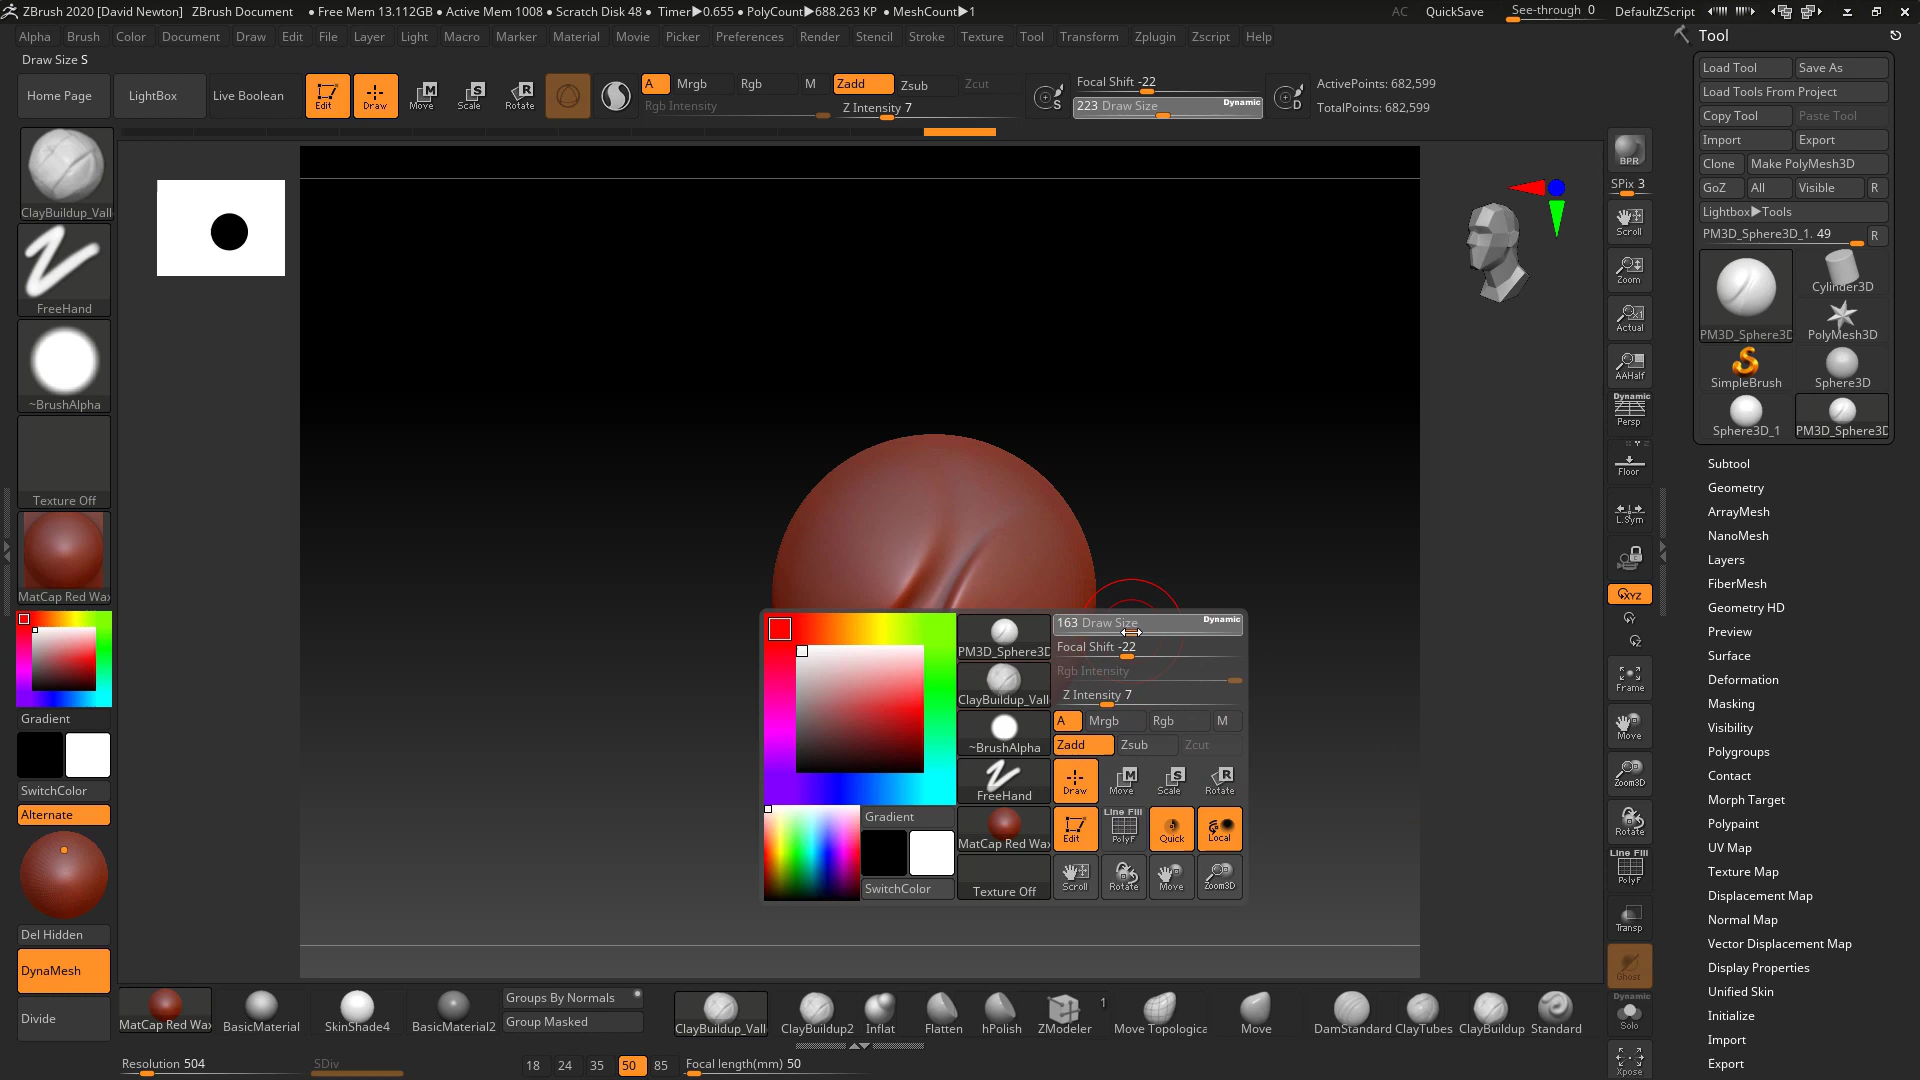 ZBrush 2020 [David Newton] ZBrush Document ● Free Mem 13.112GB ● Active Mem 1008 ● Scratch Disk 48 ● Timer▶0.655 ● PolyCount▶688.263 KP ● MeshCount▶1 AC QuickSave See-through 0 DefaultZScript
Alpha Brush Color Document Draw Edit File Layer Light Macro Marker Material Movie Picker Preferences Render Stencil Stroke Texture Tool Transform Zplugin Zscript Help
Draw Size S
Home Page LightBox Live Boolean Edit Draw Move Scale Rotate
A Mrgb Rgb M Zadd Zsub Zcut
Rgb Intensity Z Intensity 7
Focal Shift -22
223 Draw Size Dynamic
S D
ActivePoints: 682,599
TotalPoints: 682,599
ClayBuildup_Vall
FreeHand
~BrushAlpha
Texture Off
MatCap Red Wax
Gradient
SwitchColor
Alternate
Del Hidden
DynaMesh
Divide
PM3D_Sphere3D
ClayBuildup_Vall
~BrushAlpha
FreeHand
MatCap Red Wax
Texture Off
Gradient
SwitchColor
163 Draw Size Dynamic
Focal Shift -22
Rgb Intensity
Z Intensity 7
A Mrgb Rgb M
Zadd Zsub Zcut
Draw Move Scale Rotate
Edit Line Fill PolyF Quick Local
Scroll Rotate Move Zoom3D
MatCap Red Wax BasicMaterial SkinShade4 BasicMaterial2
Groups By Normals
Group Masked
ClayBuildup_Vall ClayBuildup2 Inflat Flatten hPolish ZModeler 1 Move Topologica Move DamStandard ClayTubes ClayBuildup Standard
Resolution 504 SDiv 18 24 35 50 85 Focal length(mm) 50
BPR
SPix 3
Scroll
Zoom
Actual
AAHalf
Dynamic
Persp
Floor
L.Sym
XYZ
Frame
Move
Zoom3D
Rotate
Line Fill
PolyF
Transp
Ghost
Dynamic
Solo
Xpose
Tool
Load Tool Save As
Load Tools From Project
Copy Tool Paste Tool
Import Export
Clone Make PolyMesh3D
GoZ All Visible R
Lightbox▶Tools
PM3D_Sphere3D_1. 49 R
PM3D_Sphere3D Cylinder3D
PolyMesh3D
SimpleBrush Sphere3D
Sphere3D_1 PM3D_Sphere3D
Subtool
Geometry
ArrayMesh
NanoMesh
Layers
FiberMesh
Geometry HD
Preview
Surface
Deformation
Masking
Visibility
Polygroups
Contact
Morph Target
Polypaint
UV Map
Texture Map
Displacement Map
Normal Map
Vector Displacement Map
Display Properties
Unified Skin
Initialize
Import
Export